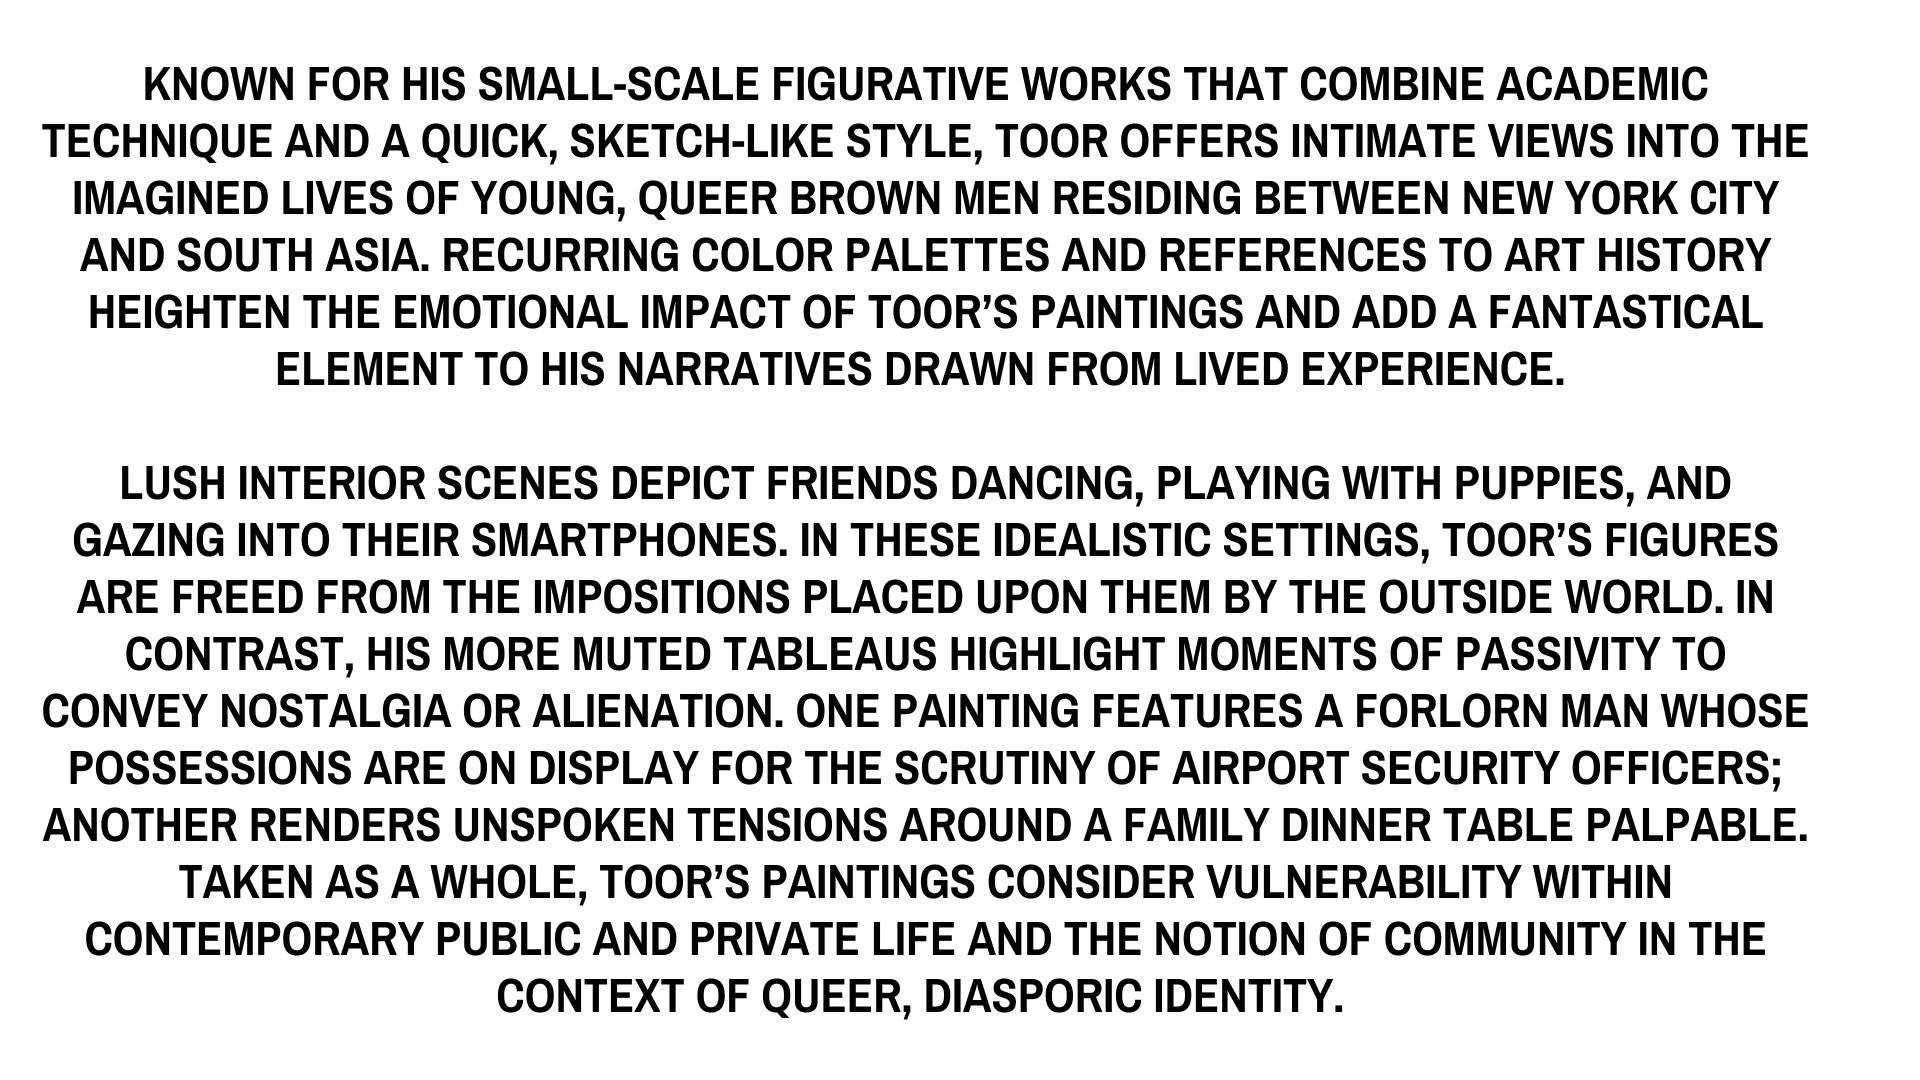 KNOWN FOR HIS SMALL-SCALE FIGURATIVE WORKS THAT COMBINE ACADEMIC
TECHNIQUE AND A QUICK, SKETCH-LIKE STYLE, TOOR OFFERS INTIMATE VIEWS INTO THE
IMAGINED LIVES OF YOUNG, QUEER BROWN MEN RESIDING BETWEEN NEW YORK CITY
AND SOUTH ASIA. RECURRING COLOR PALETTES AND REFERENCES TO ART HISTORY
HEIGHTEN THE EMOTIONAL IMPACT OF TOOR’S PAINTINGS AND ADD A FANTASTICAL
ELEMENT TO HIS NARRATIVES DRAWN FROM LIVED EXPERIENCE.
LUSH INTERIOR SCENES DEPICT FRIENDS DANCING, PLAYING WITH PUPPIES, AND
GAZING INTO THEIR SMARTPHONES. IN THESE IDEALISTIC SETTINGS, TOOR’S FIGURES
ARE FREED FROM THE IMPOSITIONS PLACED UPON THEM BY THE OUTSIDE WORLD. IN
CONTRAST, HIS MORE MUTED TABLEAUS HIGHLIGHT MOMENTS OF PASSIVITY TO
CONVEY NOSTALGIA OR ALIENATION. ONE PAINTING FEATURES A FORLORN MAN WHOSE
POSSESSIONS ARE ON DISPLAY FOR THE SCRUTINY OF AIRPORT SECURITY OFFICERS;
ANOTHER RENDERS UNSPOKEN TENSIONS AROUND A FAMILY DINNER TABLE PALPABLE.
TAKEN AS A WHOLE, TOOR’S PAINTINGS CONSIDER VULNERABILITY WITHIN
CONTEMPORARY PUBLIC AND PRIVATE LIFE AND THE NOTION OF COMMUNITY IN THE
CONTEXT OF QUEER, DIASPORIC IDENTITY.